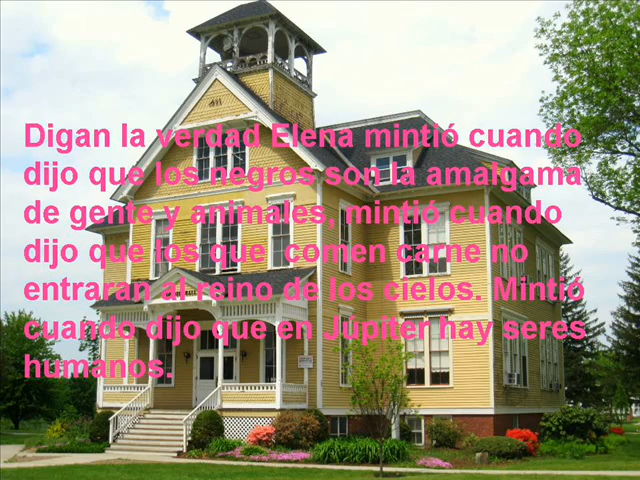 Digan la verdad Elena mintió cuando
dijo que los negros son la amalgama
de gente y animales, mintió cuando
dijo que los que  comen carne no
entraran al reino de los cielos. Mintió
cuando dijo que en Júpiter hay seres
humanos.